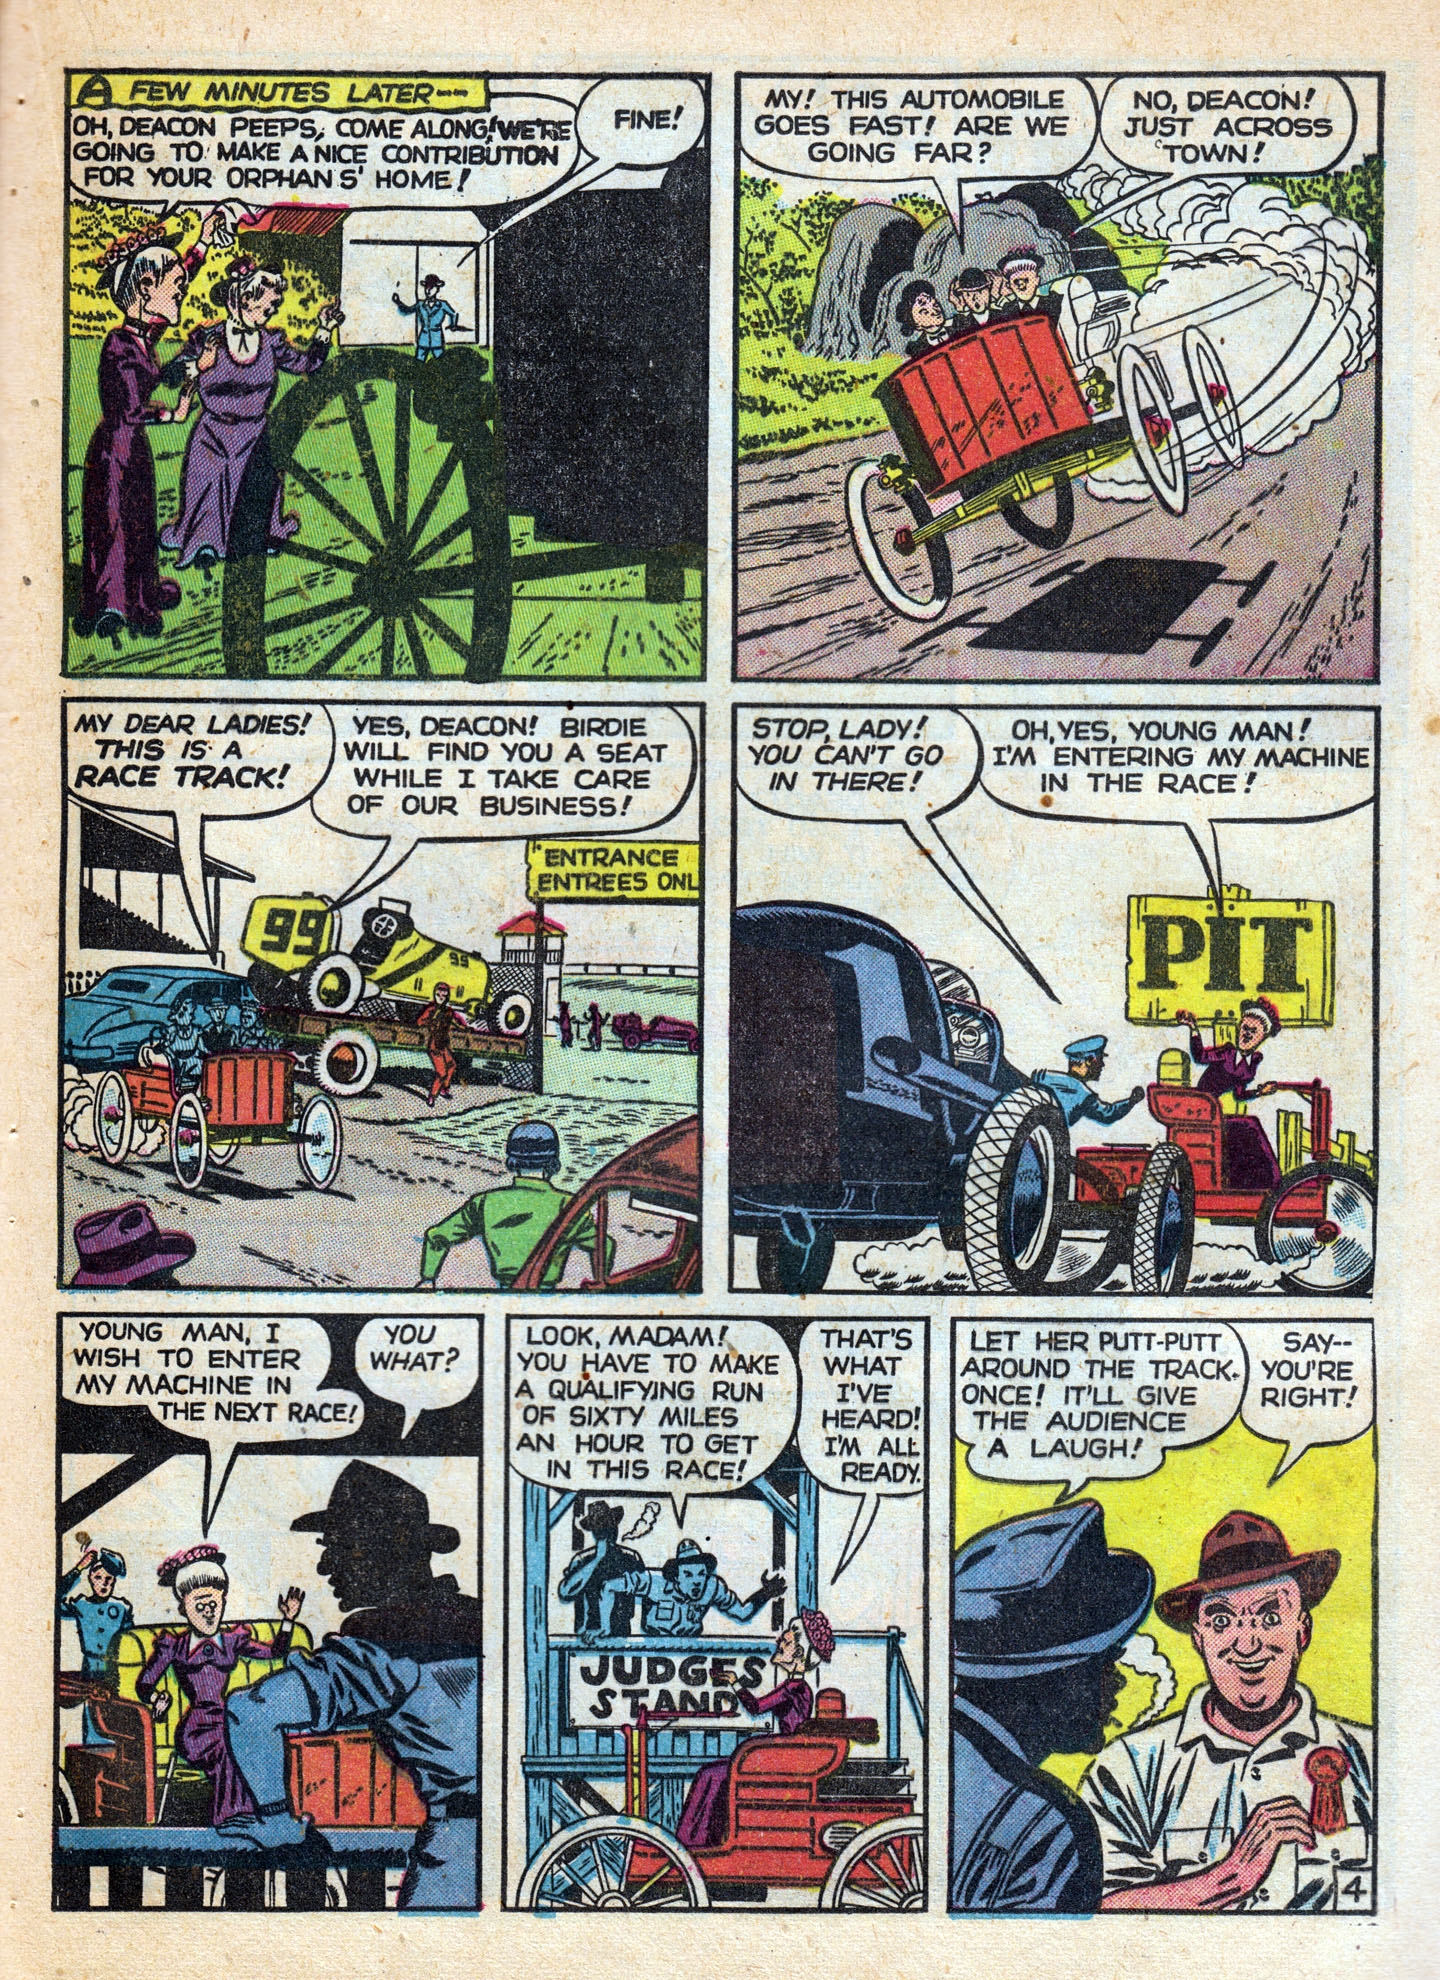 A FEW MINUTES LATER--
OH, DEACON PEEPS, COME ALONG! WE'RE
GOING TO MAKE A NICE CONTRIBUTION
FOR YOUR ORPHANS' HOME!
FINE!
MY! THIS AUTOMOBILE
GOES FAST! ARE WE
GOING FAR?
NO, DEACON!
JUST ACROSS
TOWN!
MY DEAR LADIES!
THIS IS A
RACE TRACK!
YES, DEACON! BIRDIE
WILL FIND YOU A SEAT
WHILE I TAKE CARE
OF OUR BUSINESS!
99
99
ENTRANCE
ENTREES ONL
STOP, LADY!
YOU CAN'T GO
IN THERE!
OH, YES, YOUNG MAN!
I'M ENTERING MY MACHINE
IN THE RACE!
1
PIT
YOUNG MAN, I
WISH TO ENTER
MY MACHINE IN
THE NEXT RACE!
YOU
WHAT?
LOOK, MADAM!
YOU HAVE TO MAKE
A QUALIFYING RUN
OF SIXTY MILES
AN HOUR TO GET
IN THIS RACE!
THAT'S
WHAT
I'VE
HEARD!
I'M ALL
READY.
JUDGES
STAND
LET HER PUTT-PUTT
AROUND THE TRACK
ONCE! IT'LL GIVE
THE AUDIENCE
A LAUGH!
SAY--
YOU'RE
RIGHT!
4